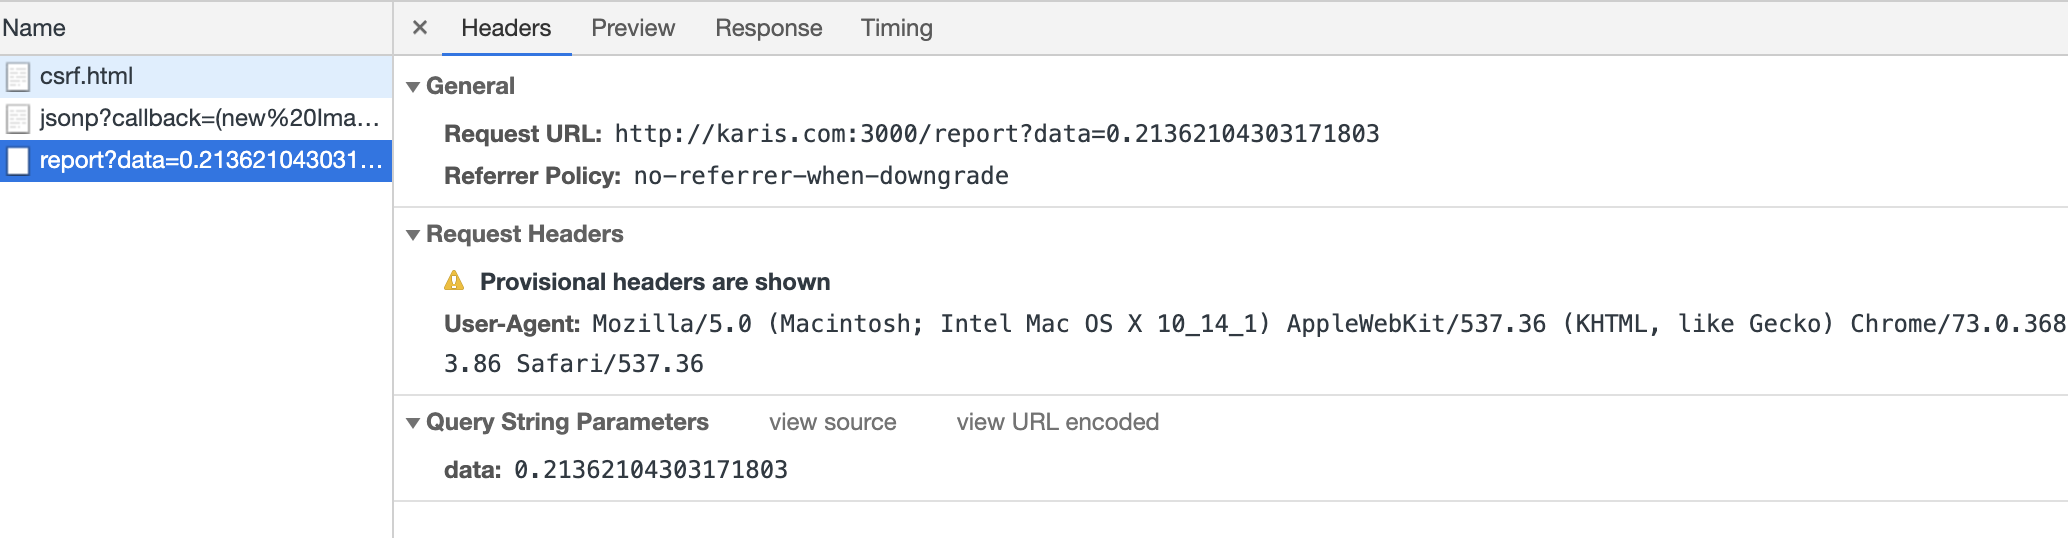 Name
× Headers Preview Response Timing
csrf.html
jsonp?callback=(new%20Ima...
report?data=0.213621043031...
General
Request URL: http://karis.com:3000/report?data=0.21362104303171803
Referrer Policy: no-referrer-when-downgrade
Request Headers
Provisional headers are shown
User-Agent: Mozilla/5.0 (Macintosh; Intel Mac OS X 10_14_1) AppleWebKit/537.36 (KHTML, like Gecko) Chrome/73.0.368
3.86 Safari/537.36
Query String Parameters view source view URL encoded
data: 0.21362104303171803